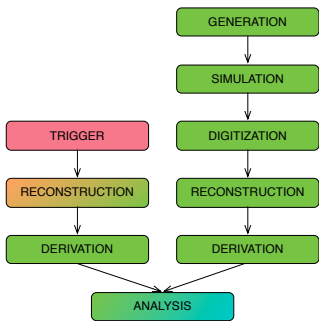 GENERATION
SIMULATION
TRIGGER
DIGITIZATION
RECONSTRUCTION
RECONSTRUCTION
DERIVATION
DERIVATION
ANALYSIS